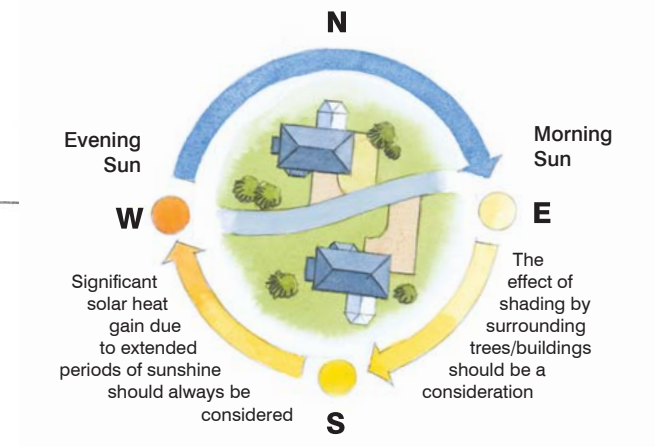 N
Evening
Sun
Morning
Sun
W
E
Significant
solar heat
gain due
to extended
periods of sunshine
should always be
considered
The
effect of
shading by
surrounding
trees/buildings
should be a
consideration
S